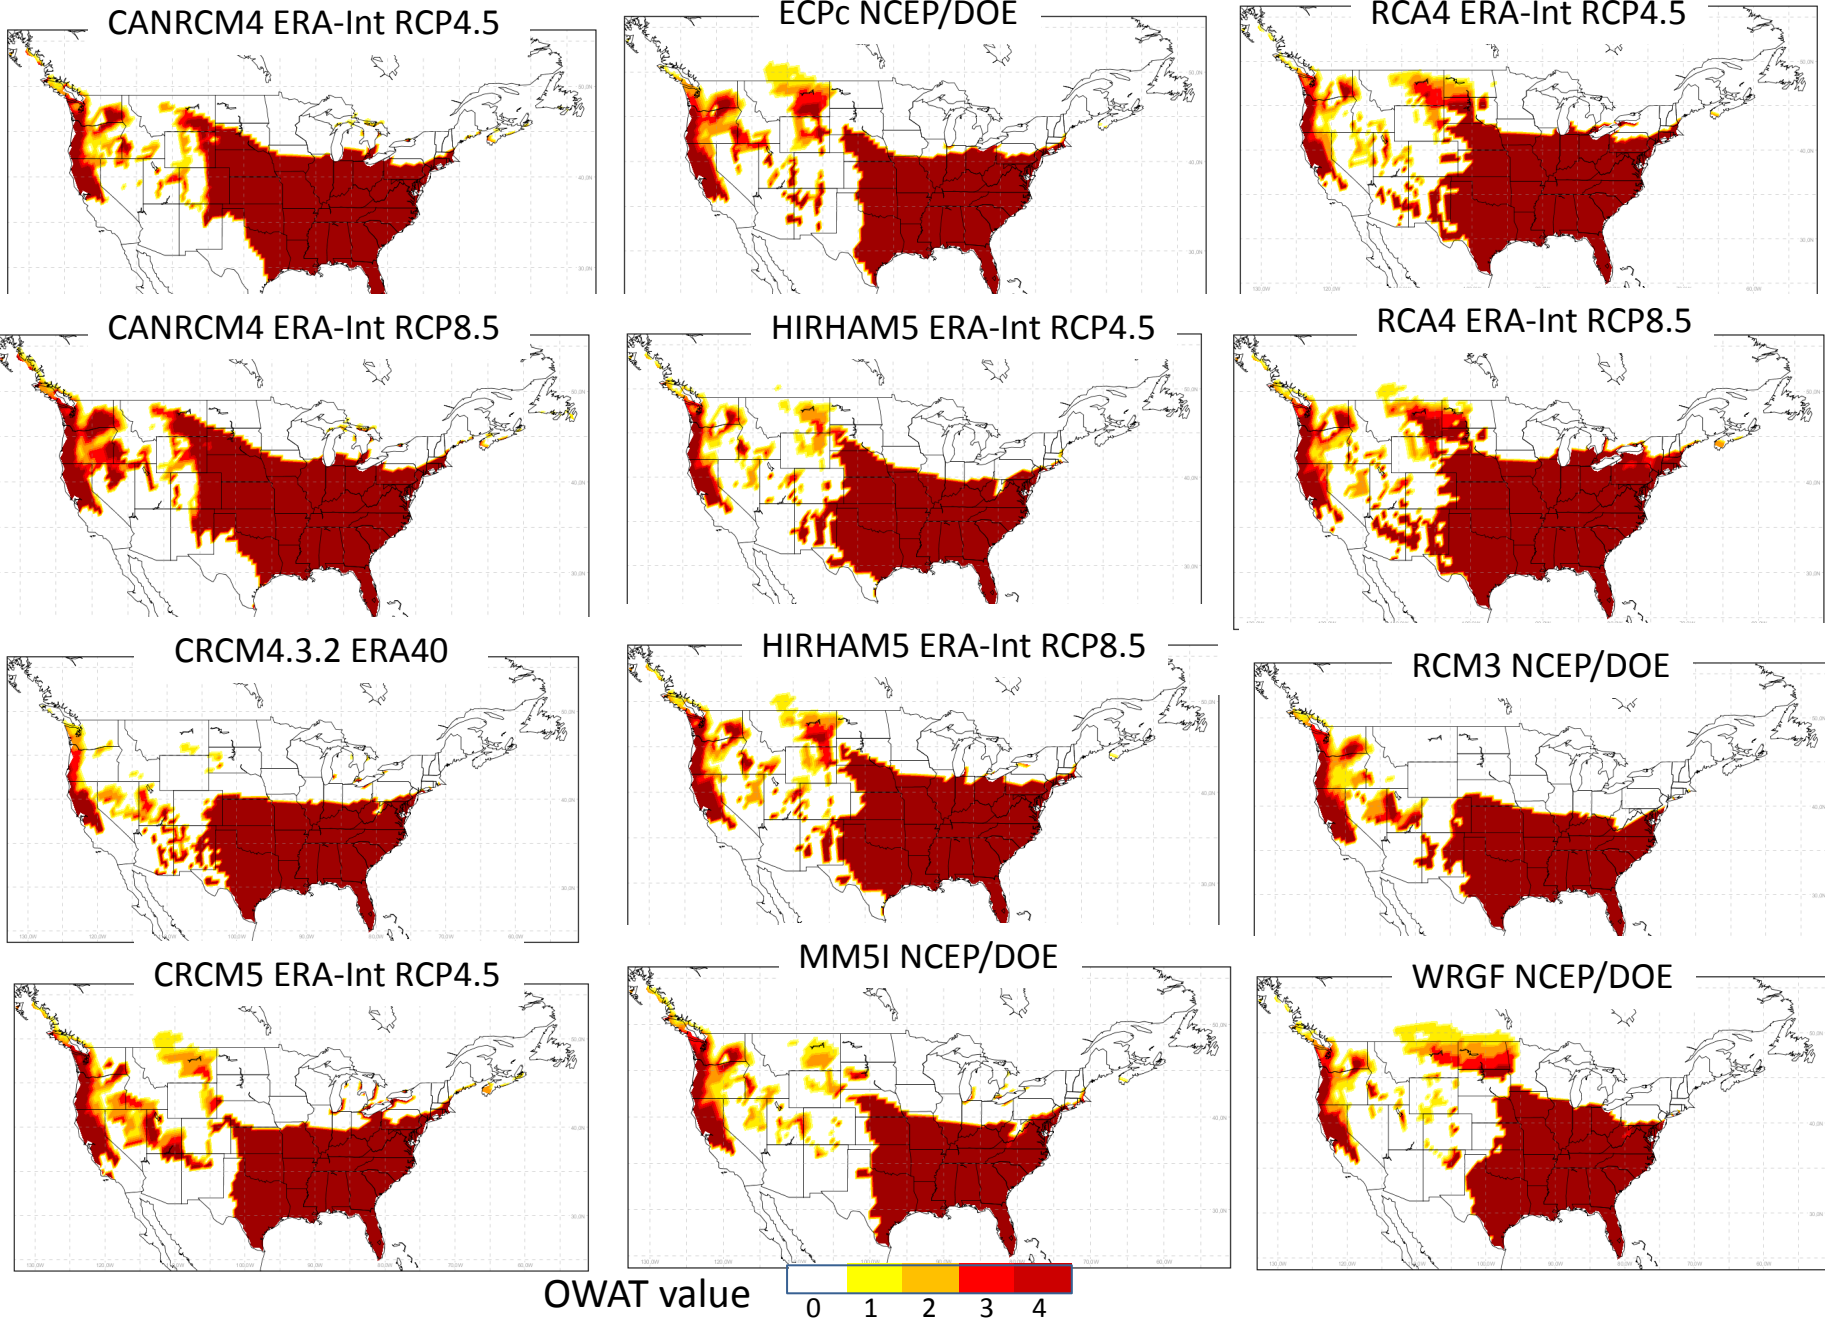 CANRCM4 ERA-Int RCP4.5
ECPc NCEP/DOE
RCA4 ERA-Int RCP4.5
CANRCM4 ERA-Int RCP8.5
HIRHAM5 ERA-Int RCP4.5
RCA4 ERA-Int RCP8.5
CRCM4.3.2 ERA40
HIRHAM5 ERA-Int RCP8.5
RCM3 NCEP/DOE
CRCM5 ERA-Int RCP4.5
MM5I NCEP/DOE
WRGF NCEP/DOE
OWAT value
0 1 2 3 4